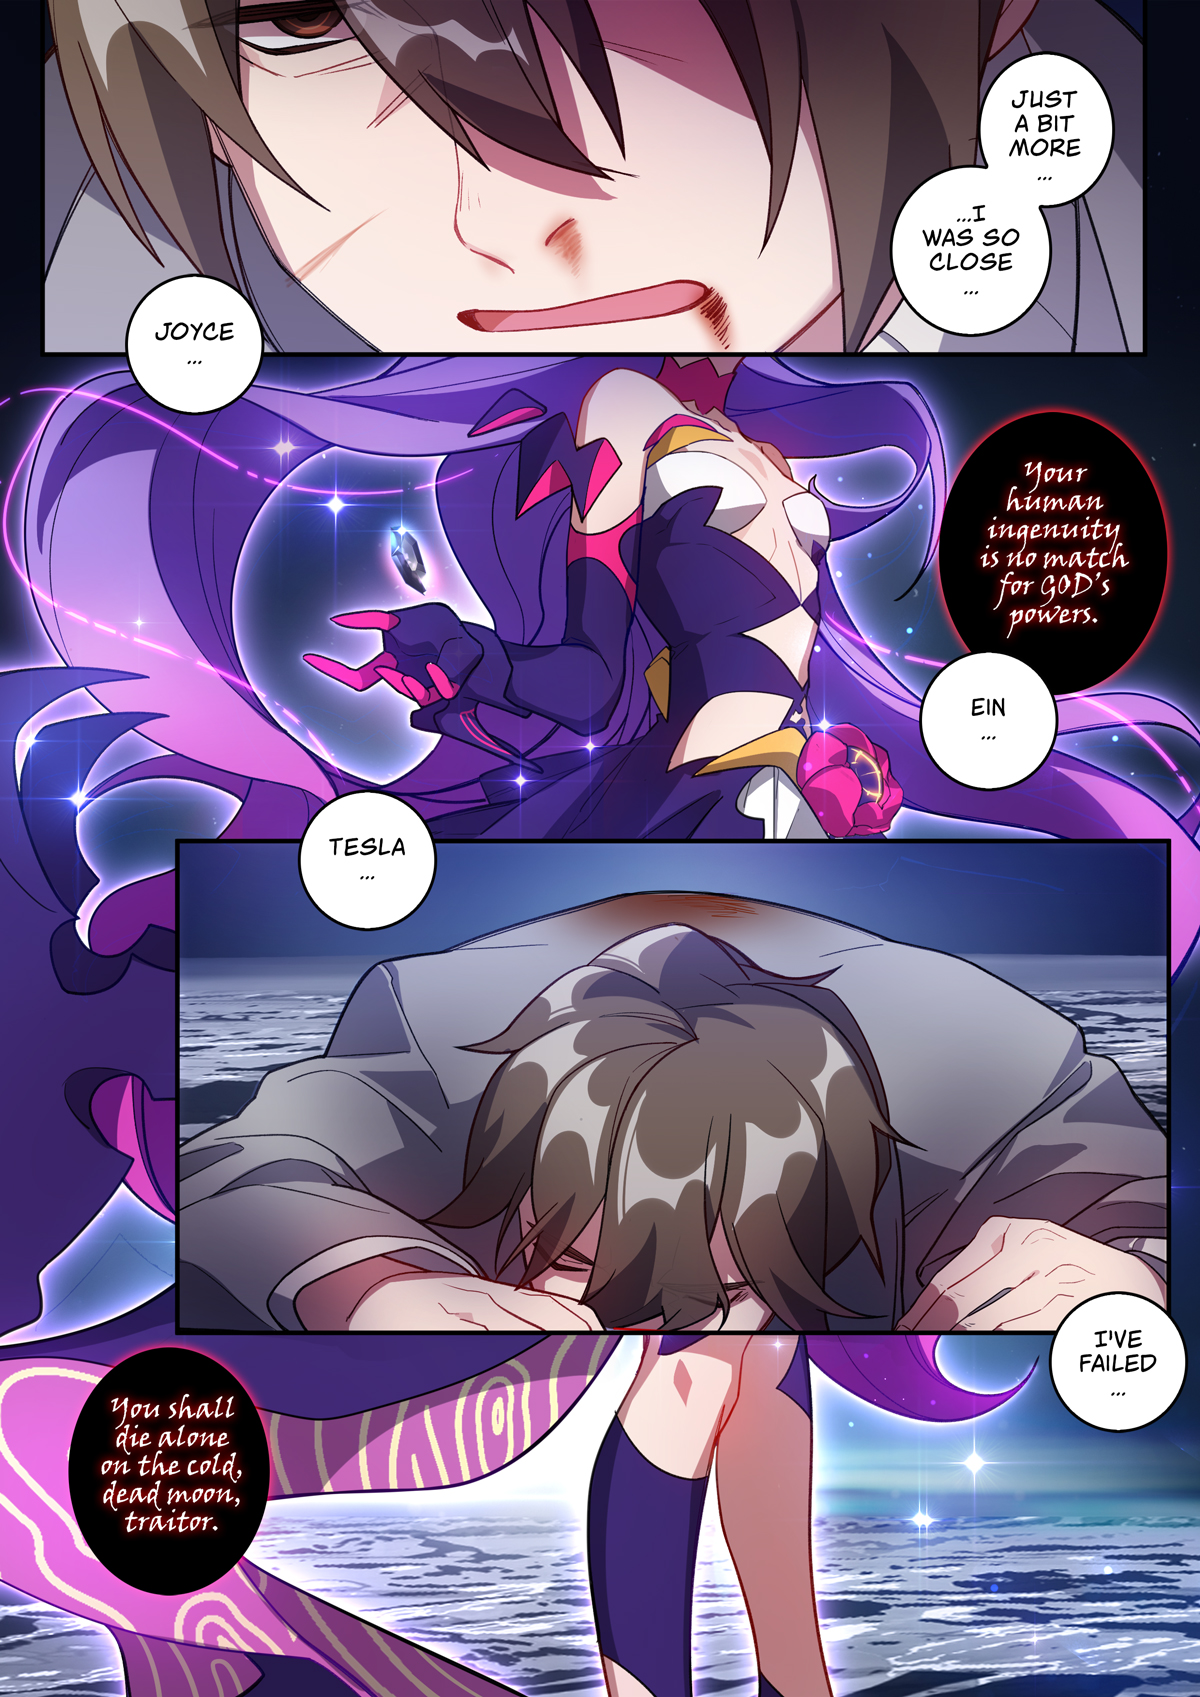 JUST
A BIT
MORE
...
...I
WAS SO
CLOSE
...
JOYCE
...
Your
human
ingenuity
is no match
for GOD's
powers.
EIN
...
TESLA
...
I'VE
FAILED
...
You shall
die alone
on the cold,
dead moon,
traitor.